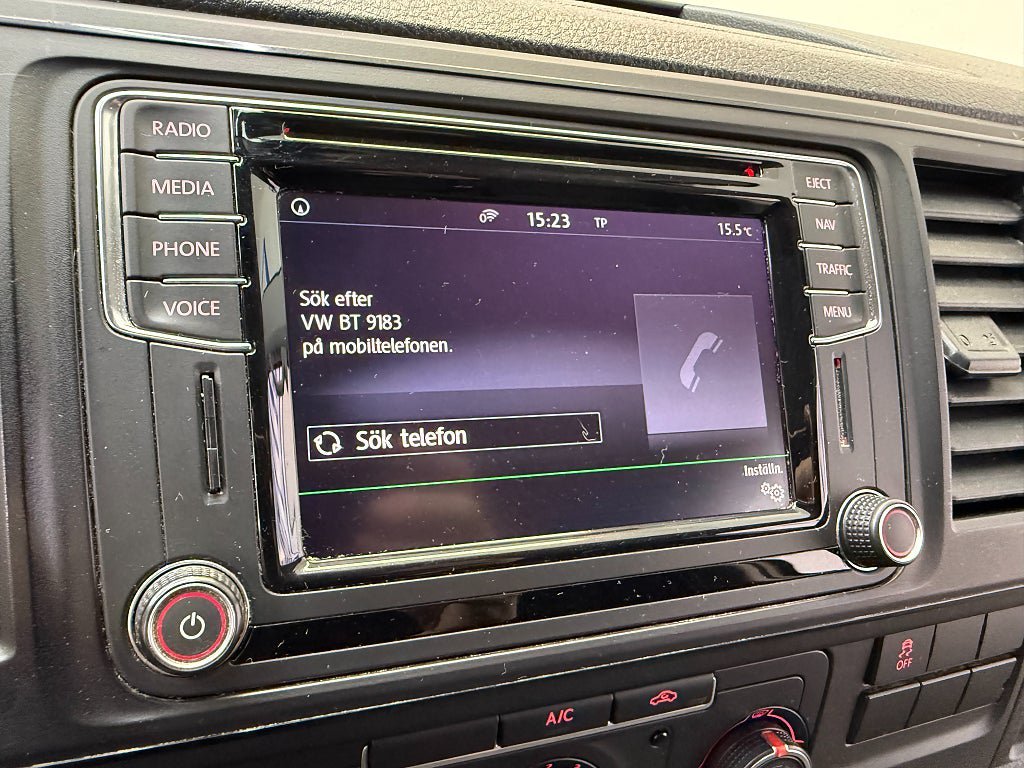 RADIO
MEDIA
PHONE
VOICE
EJECT
NAV
TRAFFIC
MENU
15:23 TP 15.5°C
Sök efter
VW BT 9183
på mobiltelefonen.
Sök telefon
Inställn.
A/C
OFF